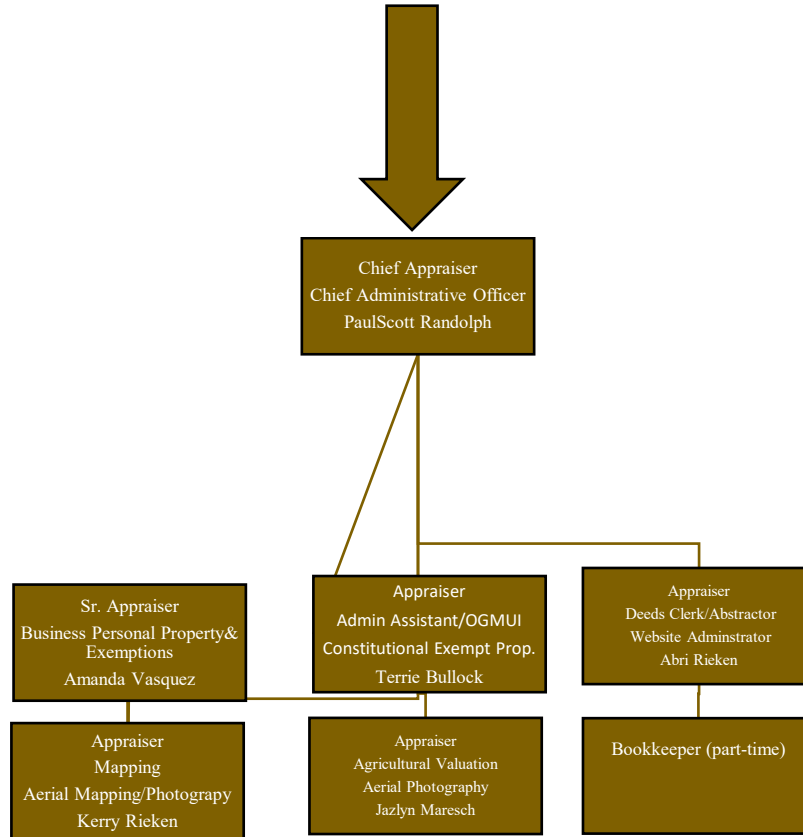 Chief Appraiser
Chief Administrative Officer
PaulScott Randolph
Sr. Appraiser
Business Personal Property&
Exemptions
Amanda Vasquez
Appraiser
Admin Assistant/OGMUI
Constitutional Exempt Prop.
Terrie Bullock
Appraiser
Deeds Clerk/Abstractor
Website Adminstrator
Abri Rieken
Appraiser
Mapping
Aerial Mapping/Photograpy
Kerry Rieken
Appraiser
Agricultural Valuation
Aerial Photography
Jazlyn Maresch
Bookkeeper (part-time)